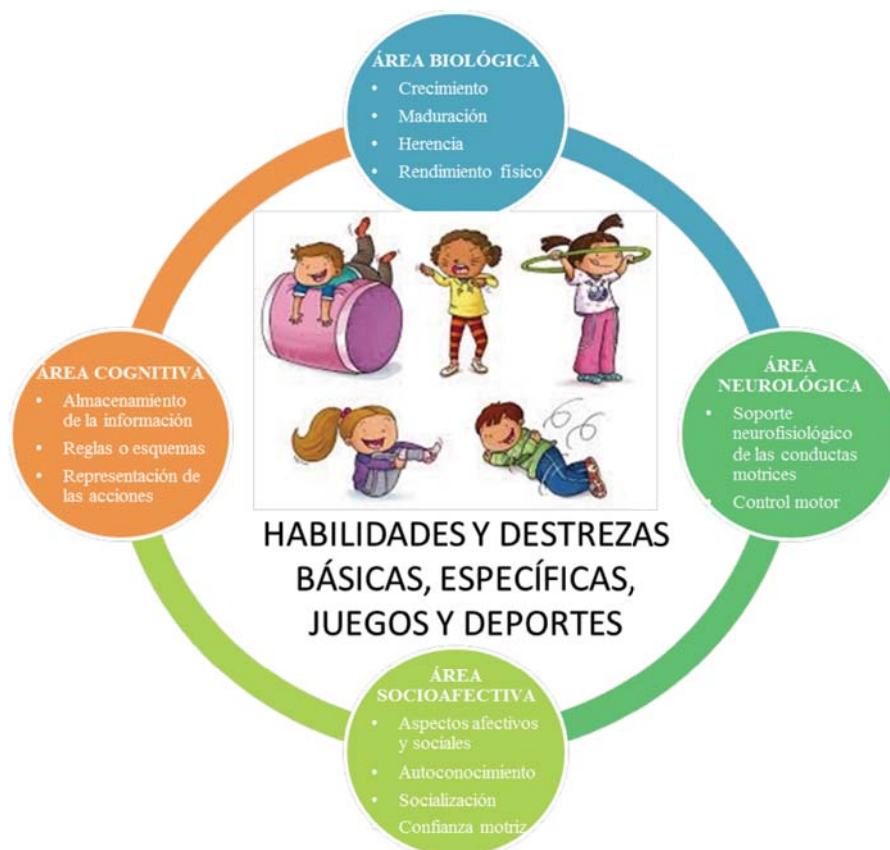 ÁREA BIOLÓGICA
• Crecimiento
• Maduración
• Herencia
• Rendimiento físico
ÁREA COGNITIVA
• Almacenamiento
de la información
• Reglas o esquemas
• Representación de
las acciones
ÁREA
NEUROLÓGICA
• Soporte
neurofisiológico
de las conductas
motrices
• Control motor
HABILIDADES Y DESTREZAS
BÁSICAS, ESPECÍFICAS,
JUEGOS Y DEPORTES
ÁREA
SOCIOAFECTIVA
• Aspectos afectivos
y sociales
• Autoconocimiento
• Socialización
• Confianza motriz